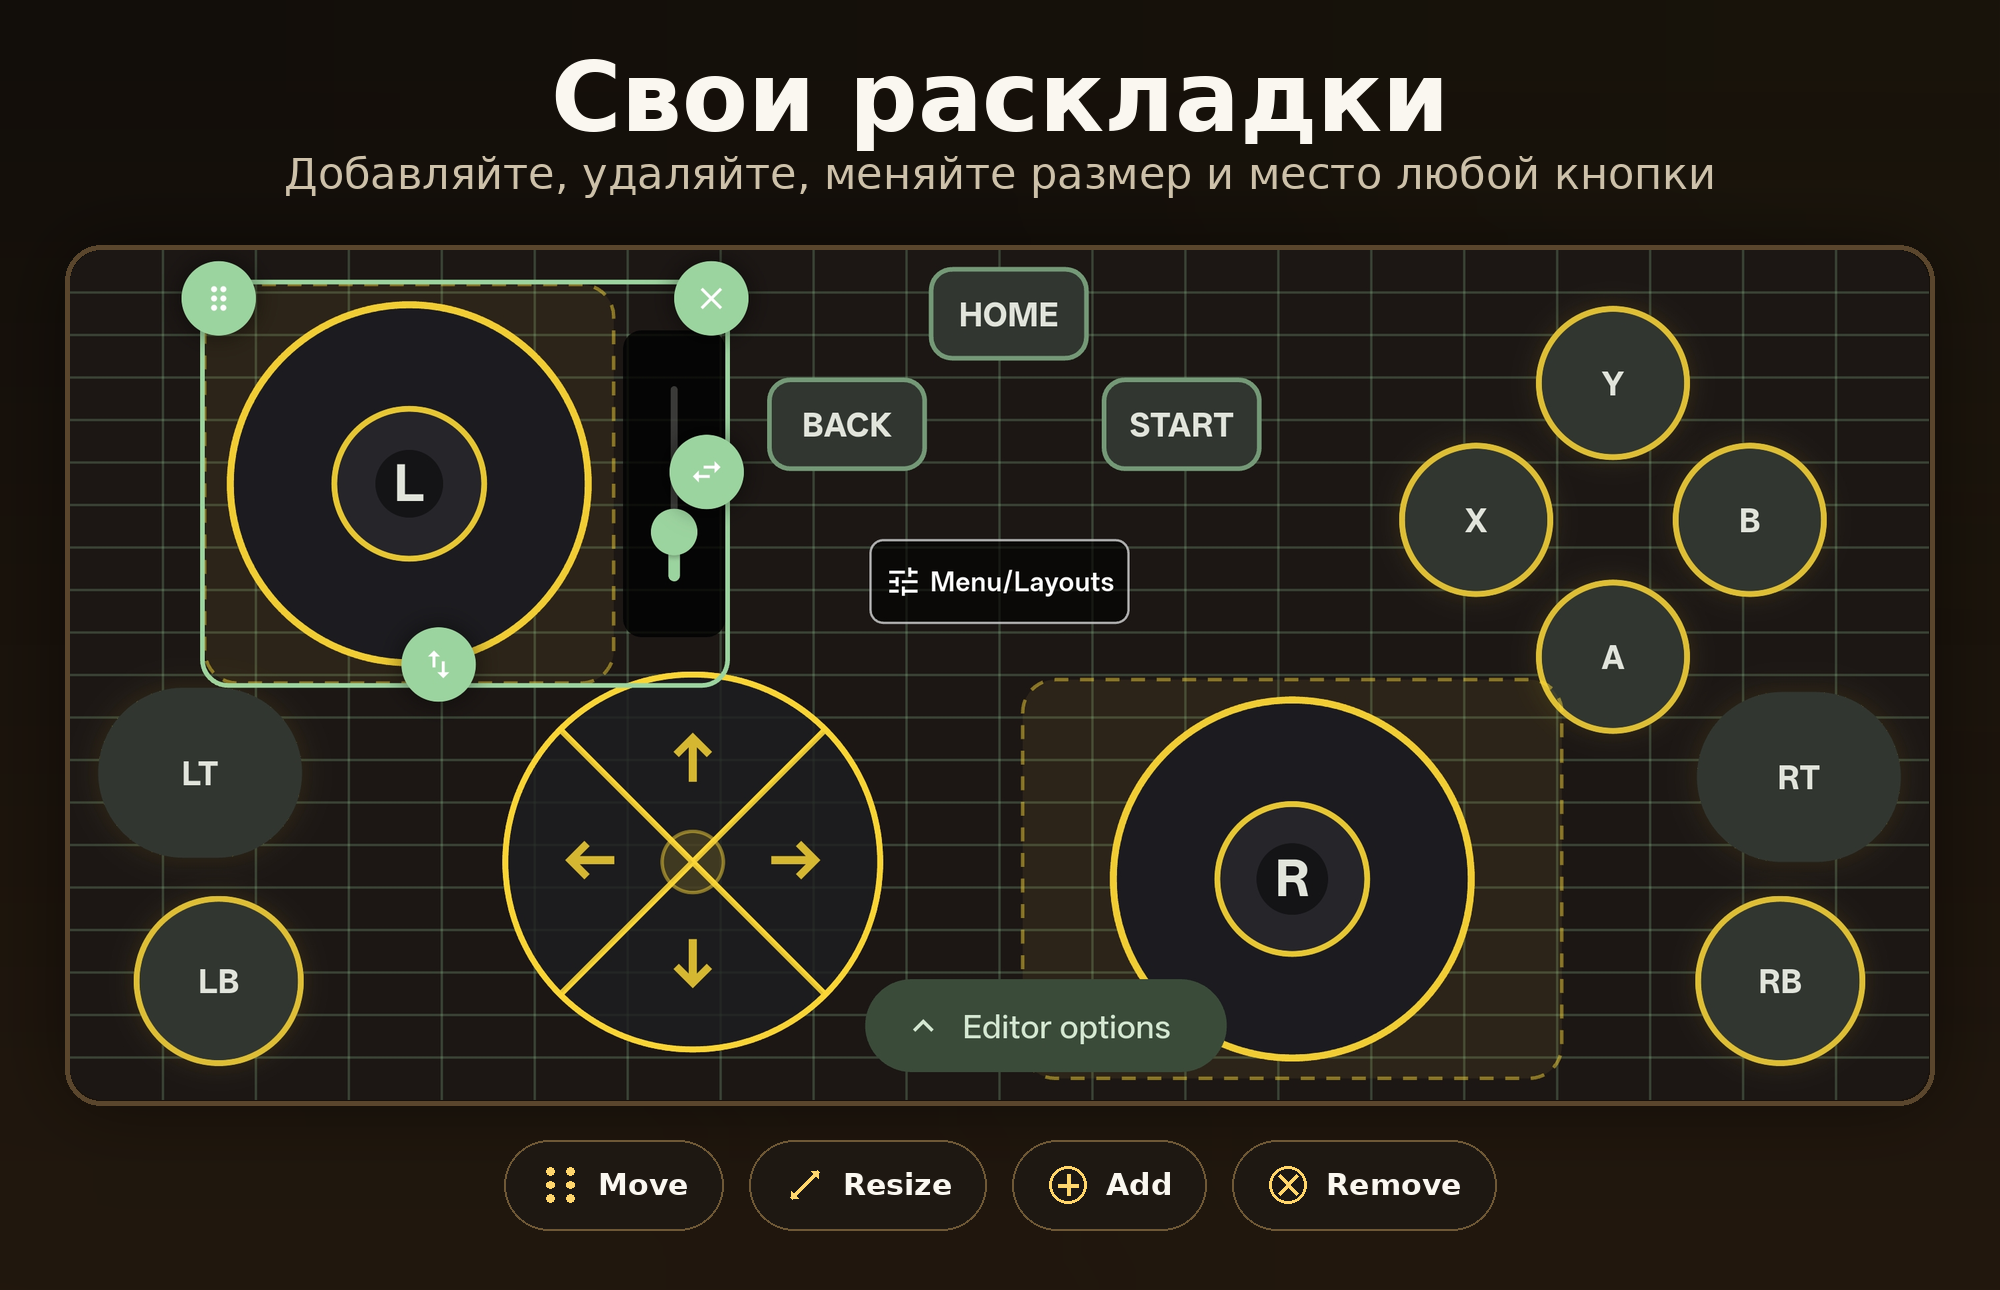 Свои раскладки
Добавляйте, удаляйте, меняйте размер и место любой кнопки
HOME
BACK
START
Y
X
B
A
L
Menu/Layouts
LT
RT
R
LB
RB
Editor options
Move
Resize
Add
Remove